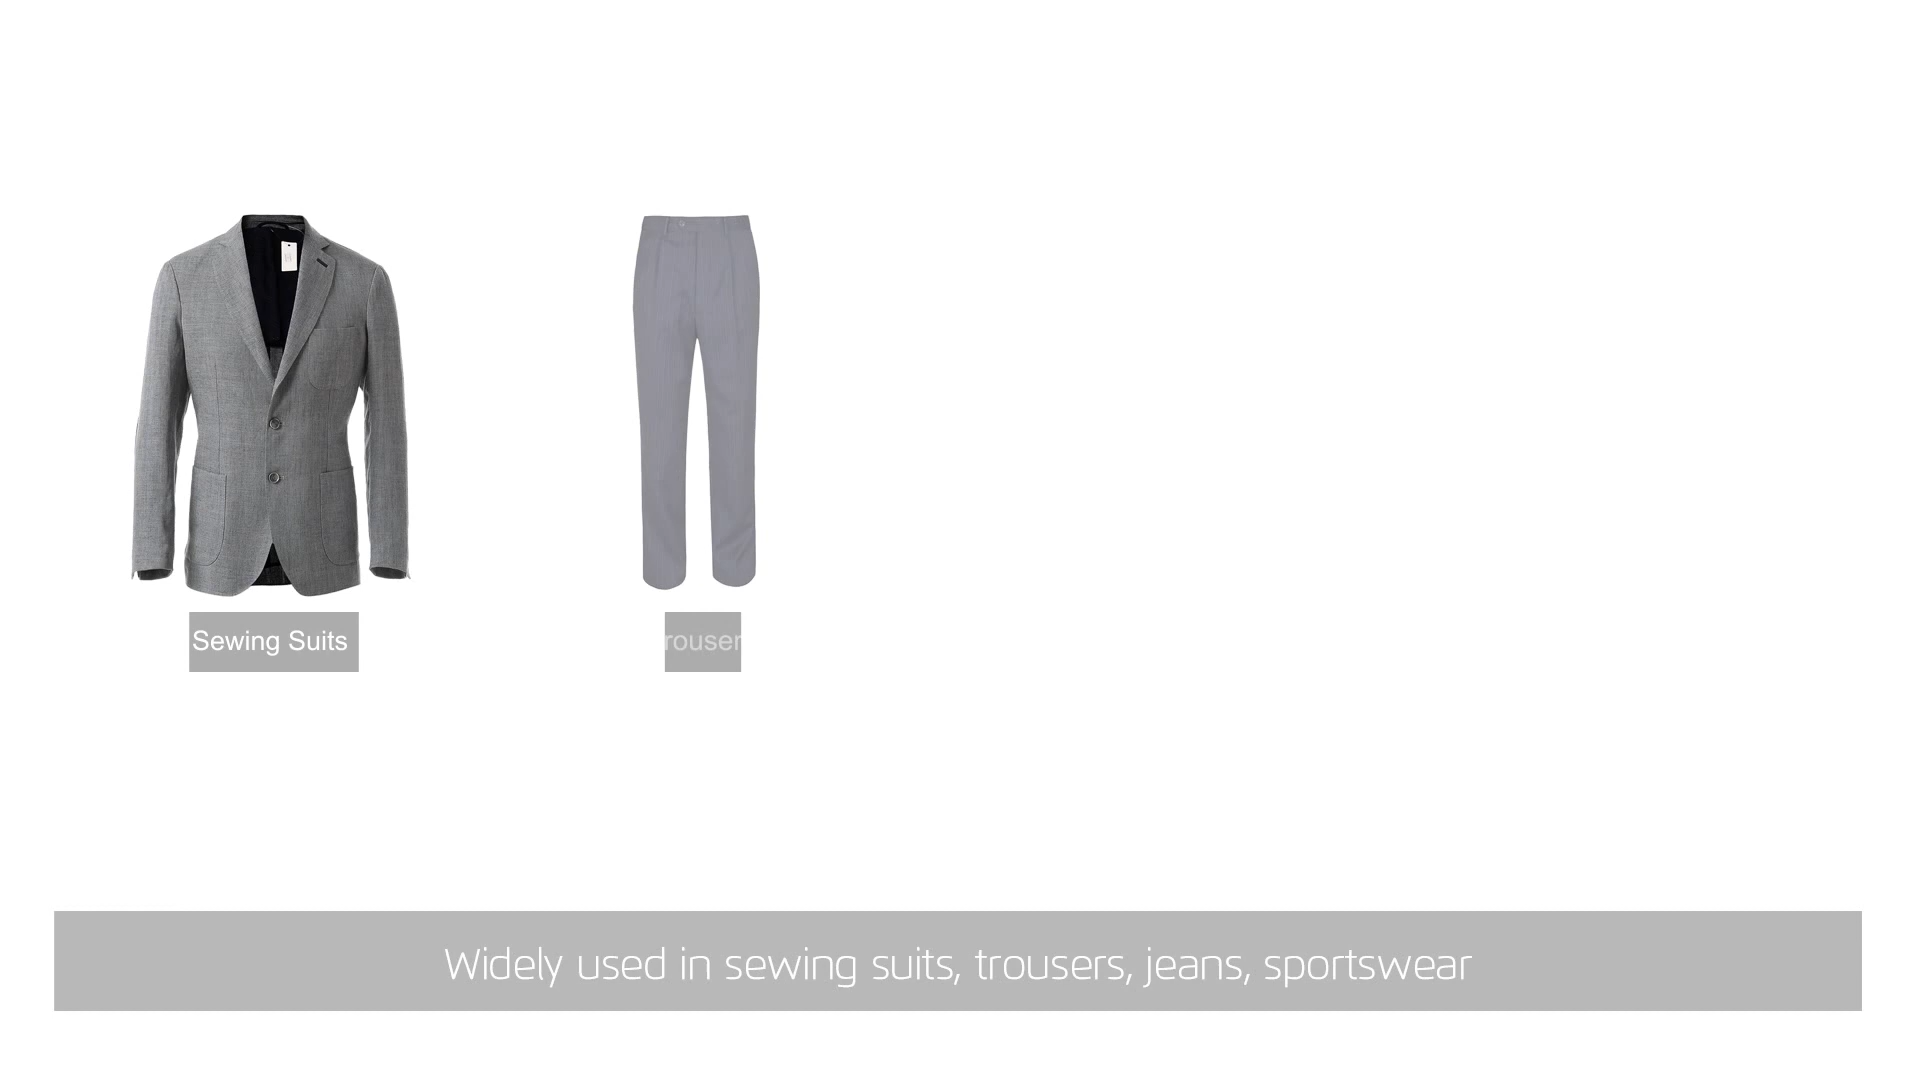 Sewing Suits
rouser
Widely used in sewing suits, trousers, jeans, sportswear